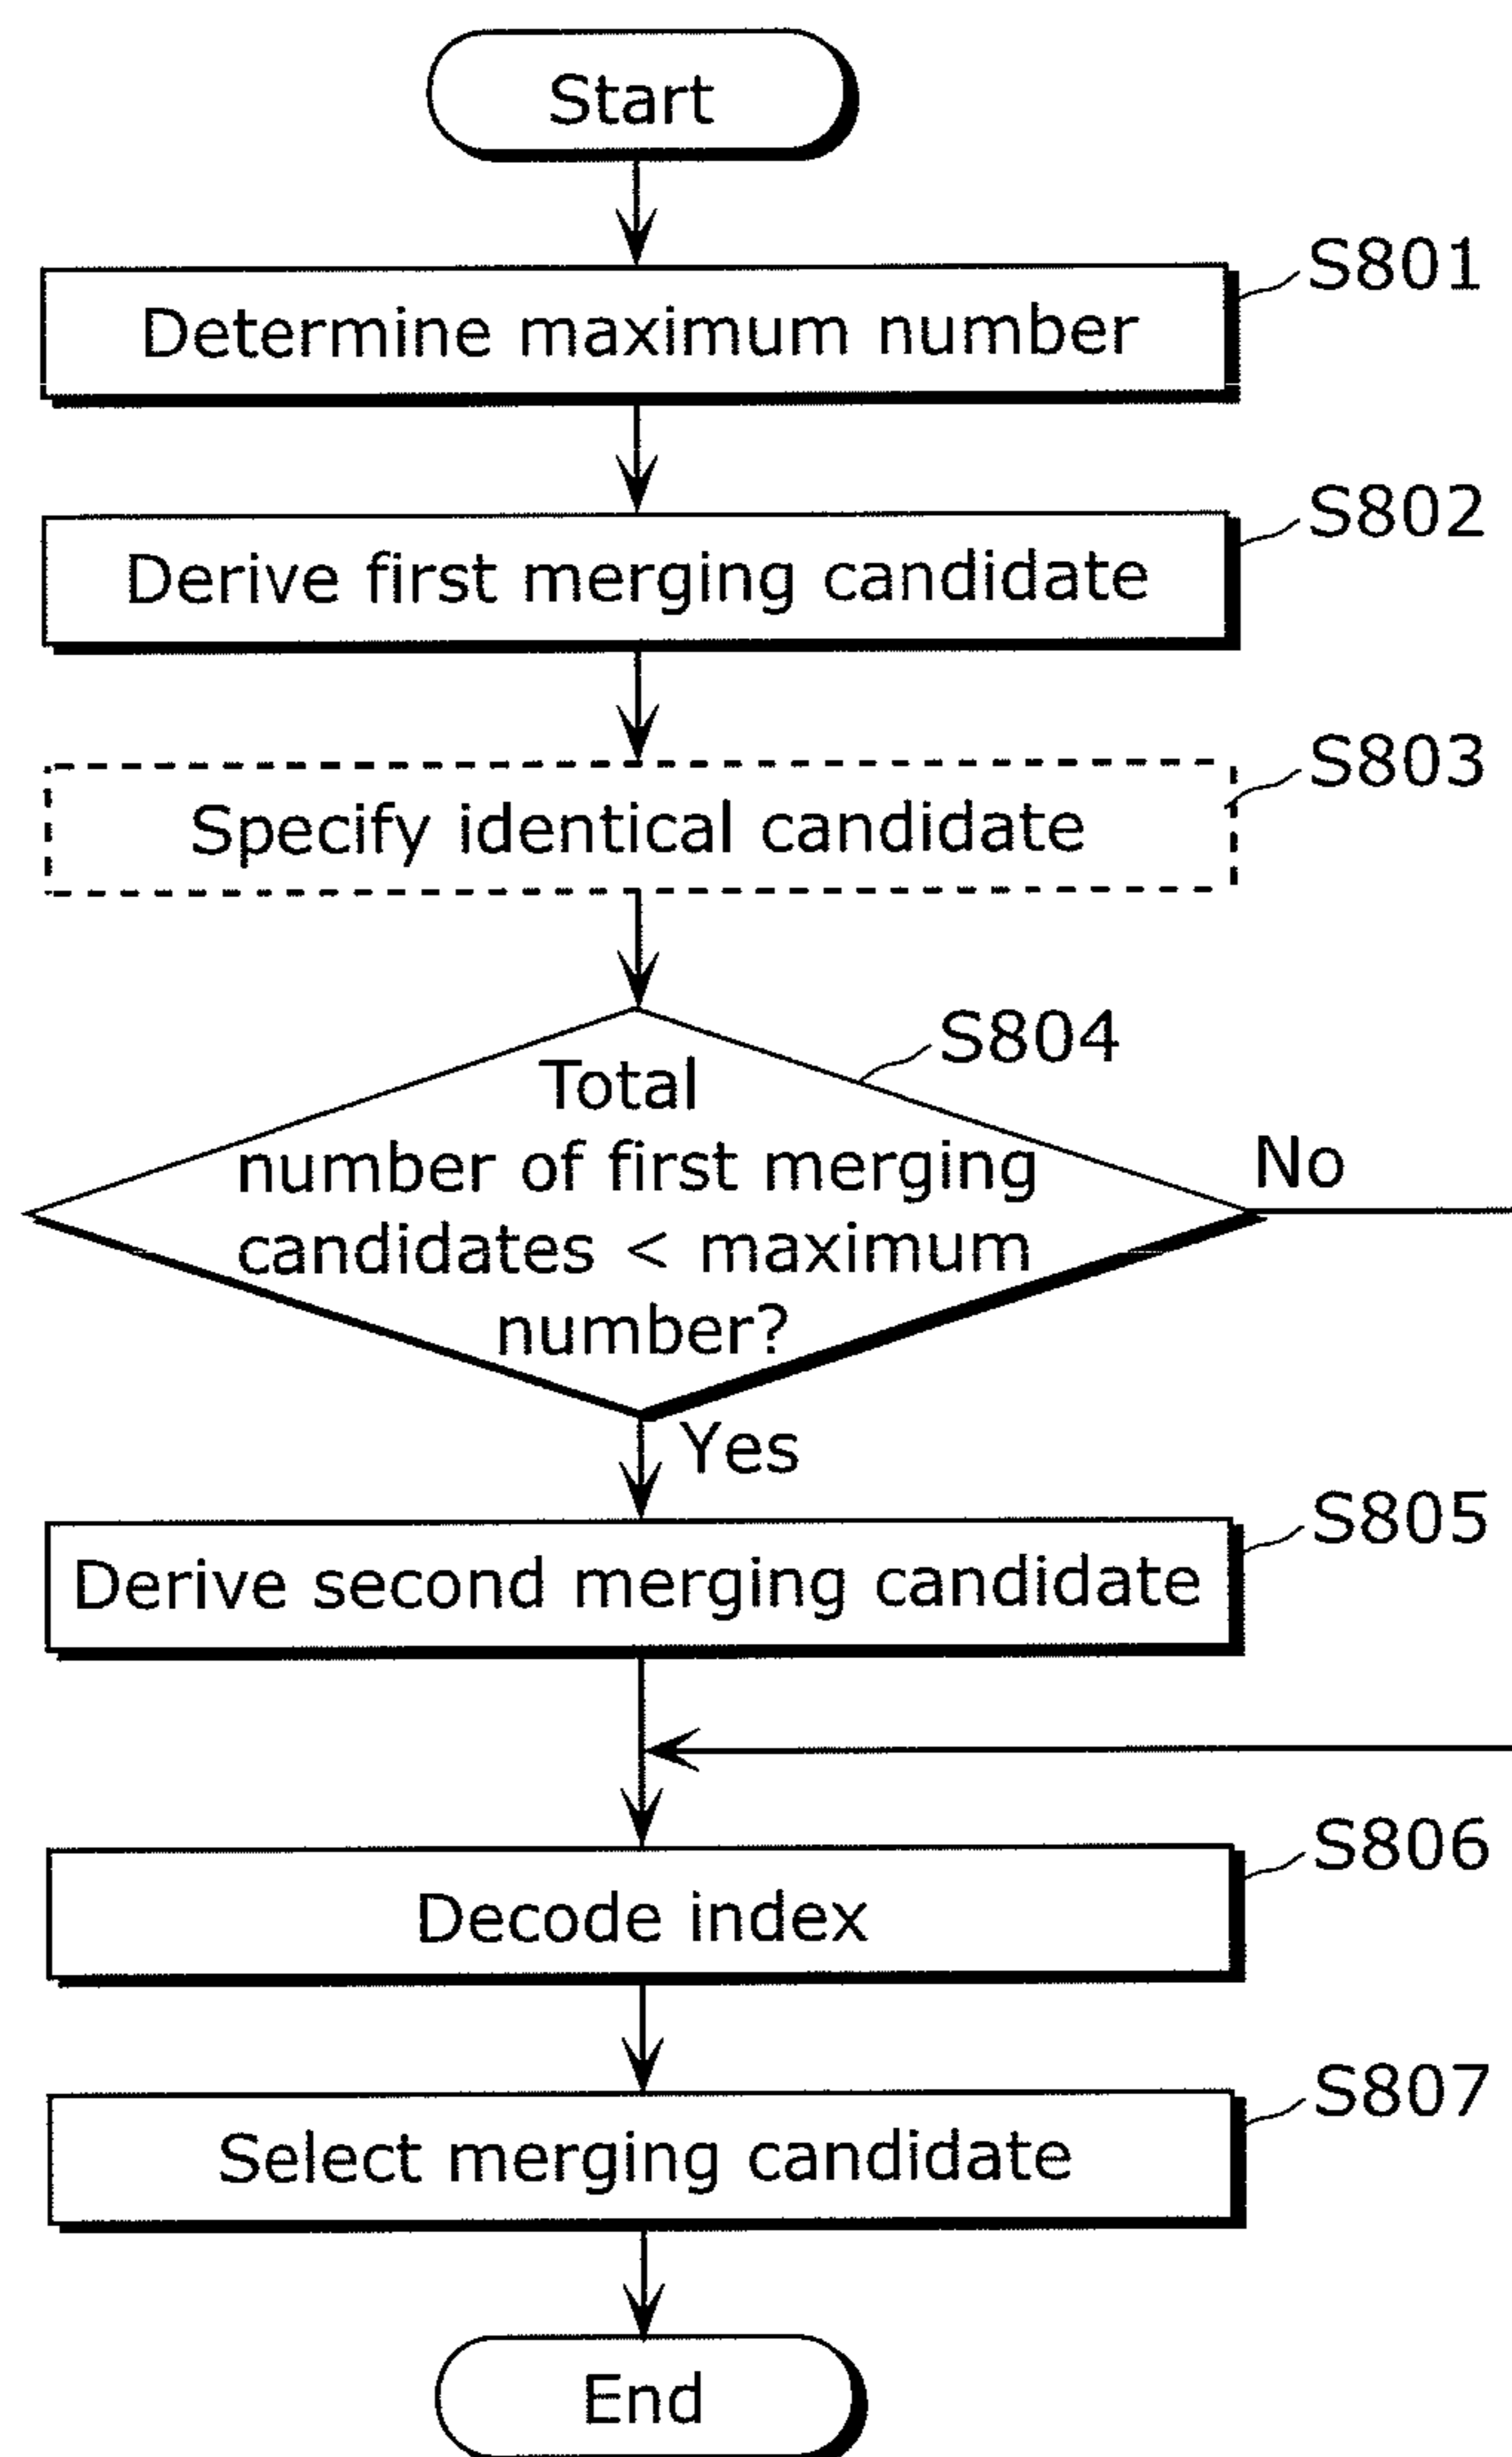 Start
Determine maximum number
S801
Derive first merging candidate
S802
Specify identical candidate
S803
S804
Total
number of first merging
candidates < maximum
number?
No
Yes
Derive second merging candidate
S805
Decode index
S806
Select merging candidate
S807
End